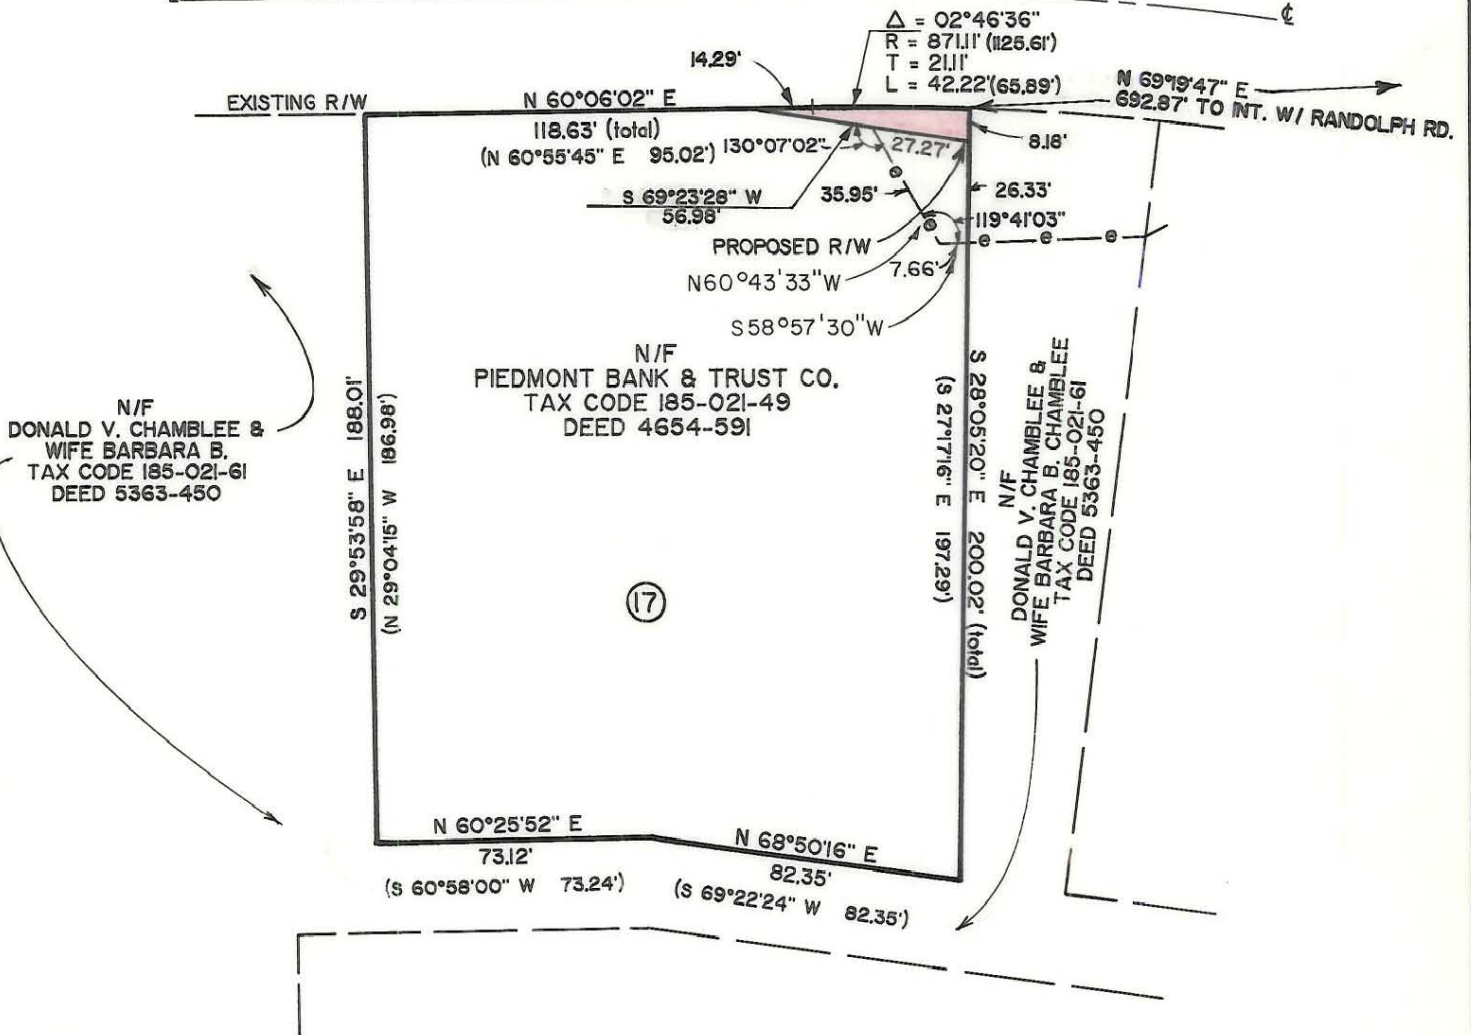 ℄
Δ = 02°46'36"
R = 871.11' (1125.61')
T = 21.11'
L = 42.22' (65.89')
14.29'
N 69°19'47" E
692.87' TO INT. W/ RANDOLPH RD.
EXISTING R/W
N 60°06'02" E
118.63' (total)
(N 60°55'45" E 95.02')
130°07'02"
27.27'
8.18'
S 69°23'28" W
56.98'
35.95'
26.33'
119°41'03"
PROPOSED R/W
7.66'
N60°43'33"W
S58°57'30"W
N/F
PIEDMONT BANK & TRUST CO.
TAX CODE 185-021-49
DEED 4654-591
N/F
DONALD V. CHAMBLEE &
WIFE BARBARA B.
TAX CODE 185-021-61
DEED 5363-450
S 29°53'58" E 188.01'
(N 29°04'15" W 186.98')
S 28°05'20" E 200.02' (total)
(S 27°17'16" E 197.29')
N/F
DONALD V. CHAMBLEE &
WIFE BARBARA B. CHAMBLEE
TAX CODE 185-021-61
DEED 5363-450
17
N 60°25'52" E
73.12'
(S 60°58'00" W 73.24')
N 68°50'16" E
82.35'
(S 69°22'24" W 82.35')